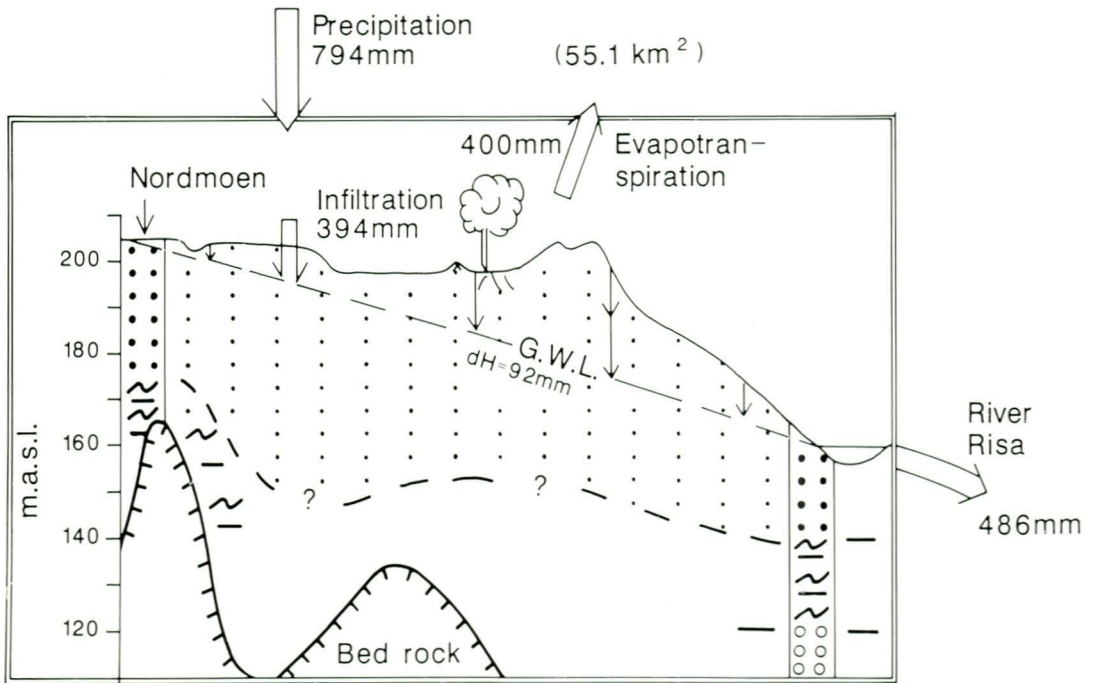 Precipitation
794mm
(55.1 km²)
400mm
Evapotran-
spiration
Nordmoen
Infiltration
394mm
200
180
160
140
120
m.a.s.l.
G.W.L.
dH=92mm
?
?
River
Risa
486mm
Bed rock